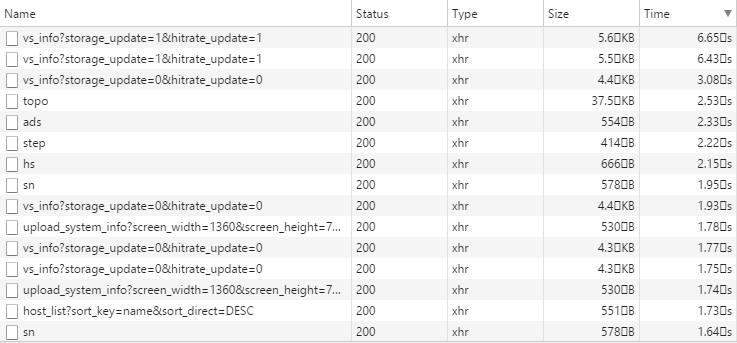 Name Status Type Size Time ▼
vs_info?storage_update=1&hitrate_update=1 200 xhr 5.6□KB 6.65□s
vs_info?storage_update=1&hitrate_update=1 200 xhr 5.5□KB 6.43□s
vs_info?storage_update=0&hitrate_update=0 200 xhr 4.4□KB 3.08□s
topo 200 xhr 37.5□KB 2.53□s
ads 200 xhr 554□B 2.33□s
step 200 xhr 414□B 2.22□s
hs 200 xhr 666□B 2.15□s
sn 200 xhr 578□B 1.95□s
vs_info?storage_update=0&hitrate_update=0 200 xhr 4.4□KB 1.93□s
upload_system_info?screen_width=1360&screen_height=7... 200 xhr 530□B 1.78□s
vs_info?storage_update=0&hitrate_update=0 200 xhr 4.3□KB 1.77□s
vs_info?storage_update=0&hitrate_update=0 200 xhr 4.3□KB 1.75□s
upload_system_info?screen_width=1360&screen_height=7... 200 xhr 530□B 1.74□s
host_list?sort_key=name&sort_direct=DESC 200 xhr 551□B 1.73□s
sn 200 xhr 578□B 1.64□s